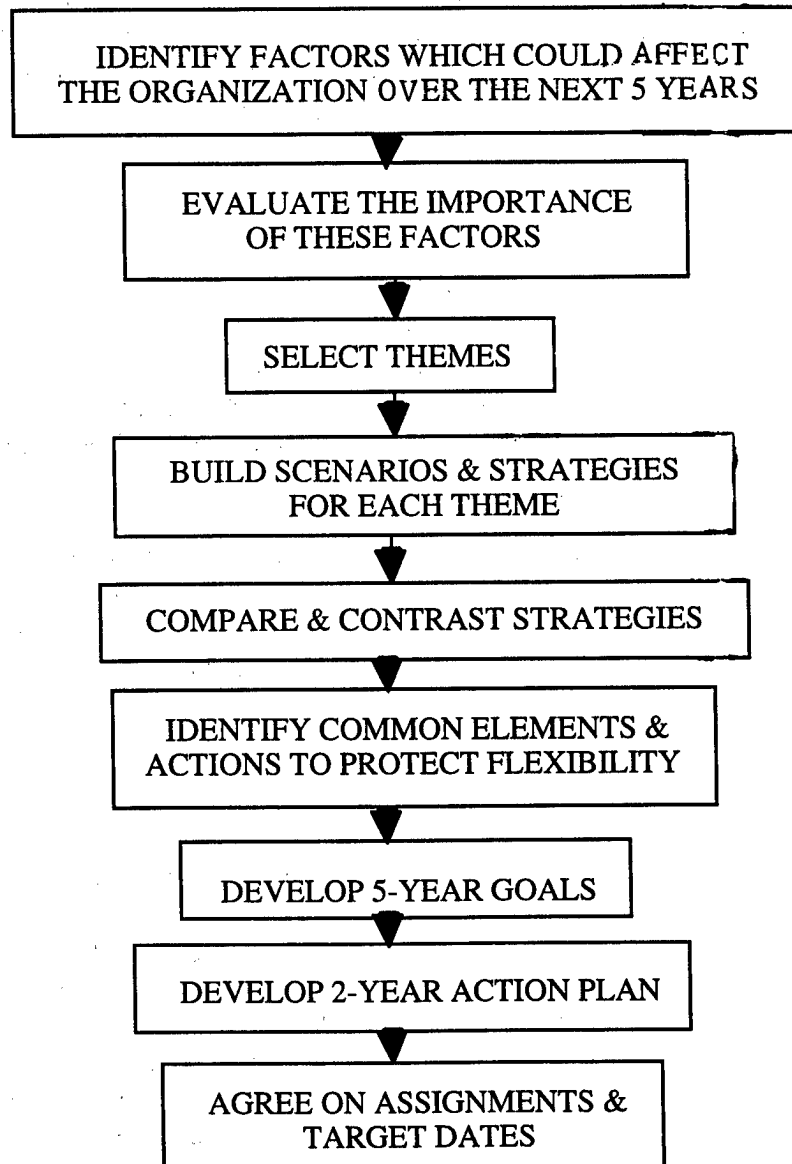 IDENTIFY FACTORS WHICH COULD AFFECT
THE ORGANIZATION OVER THE NEXT 5 YEARS
EVALUATE THE IMPORTANCE
OF THESE FACTORS
SELECT THEMES
BUILD SCENARIOS & STRATEGIES
FOR EACH THEME
COMPARE & CONTRAST STRATEGIES
IDENTIFY COMMON ELEMENTS &
ACTIONS TO PROTECT FLEXIBILITY
DEVELOP 5-YEAR GOALS
DEVELOP 2-YEAR ACTION PLAN
AGREE ON ASSIGNMENTS &
TARGET DATES